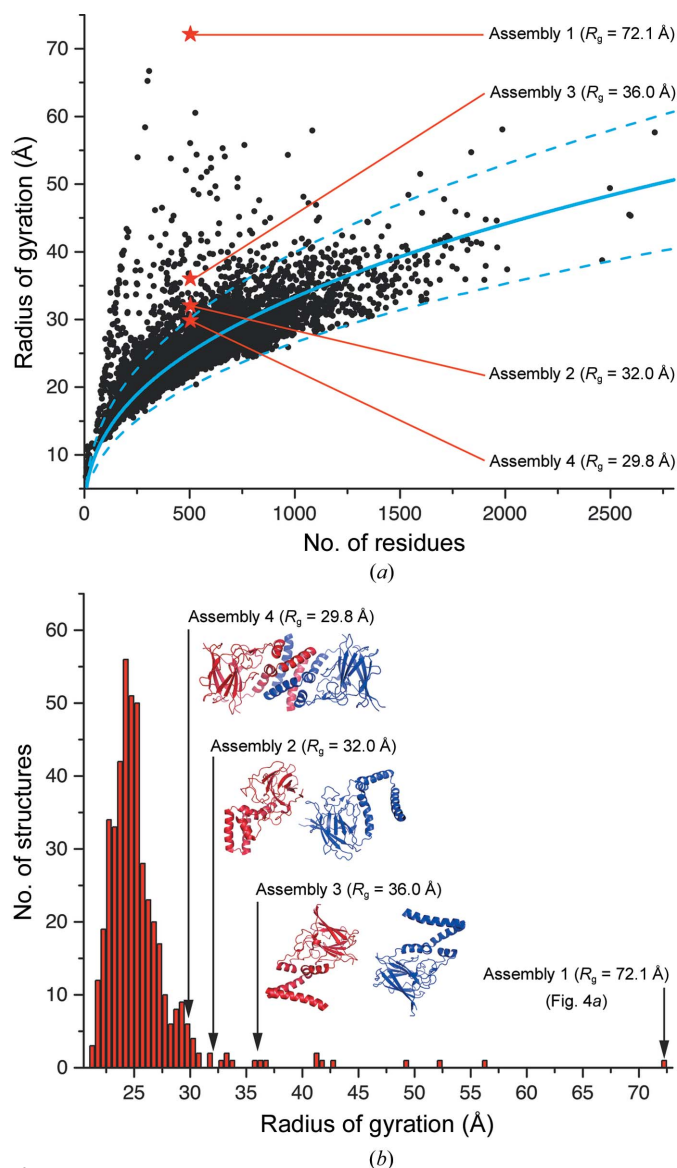 70
60
50
40
30
20
10
Radius of gyration (Å)
Assembly 1 (Rg = 72.1 Å)
Assembly 3 (Rg = 36.0 Å)
Assembly 2 (Rg = 32.0 Å)
Assembly 4 (Rg = 29.8 Å)
0 500 1000 1500 2000 2500
No. of residues
(a)
60
50
40
30
20
10
0
No. of structures
Assembly 4 (Rg = 29.8 Å)
Assembly 2 (Rg = 32.0 Å)
Assembly 3 (Rg = 36.0 Å)
Assembly 1 (Rg = 72.1 Å)
(Fig. 4a)
25 30 35 40 45 50 55 60 65 70 75
Radius of gyration (Å)
(b)